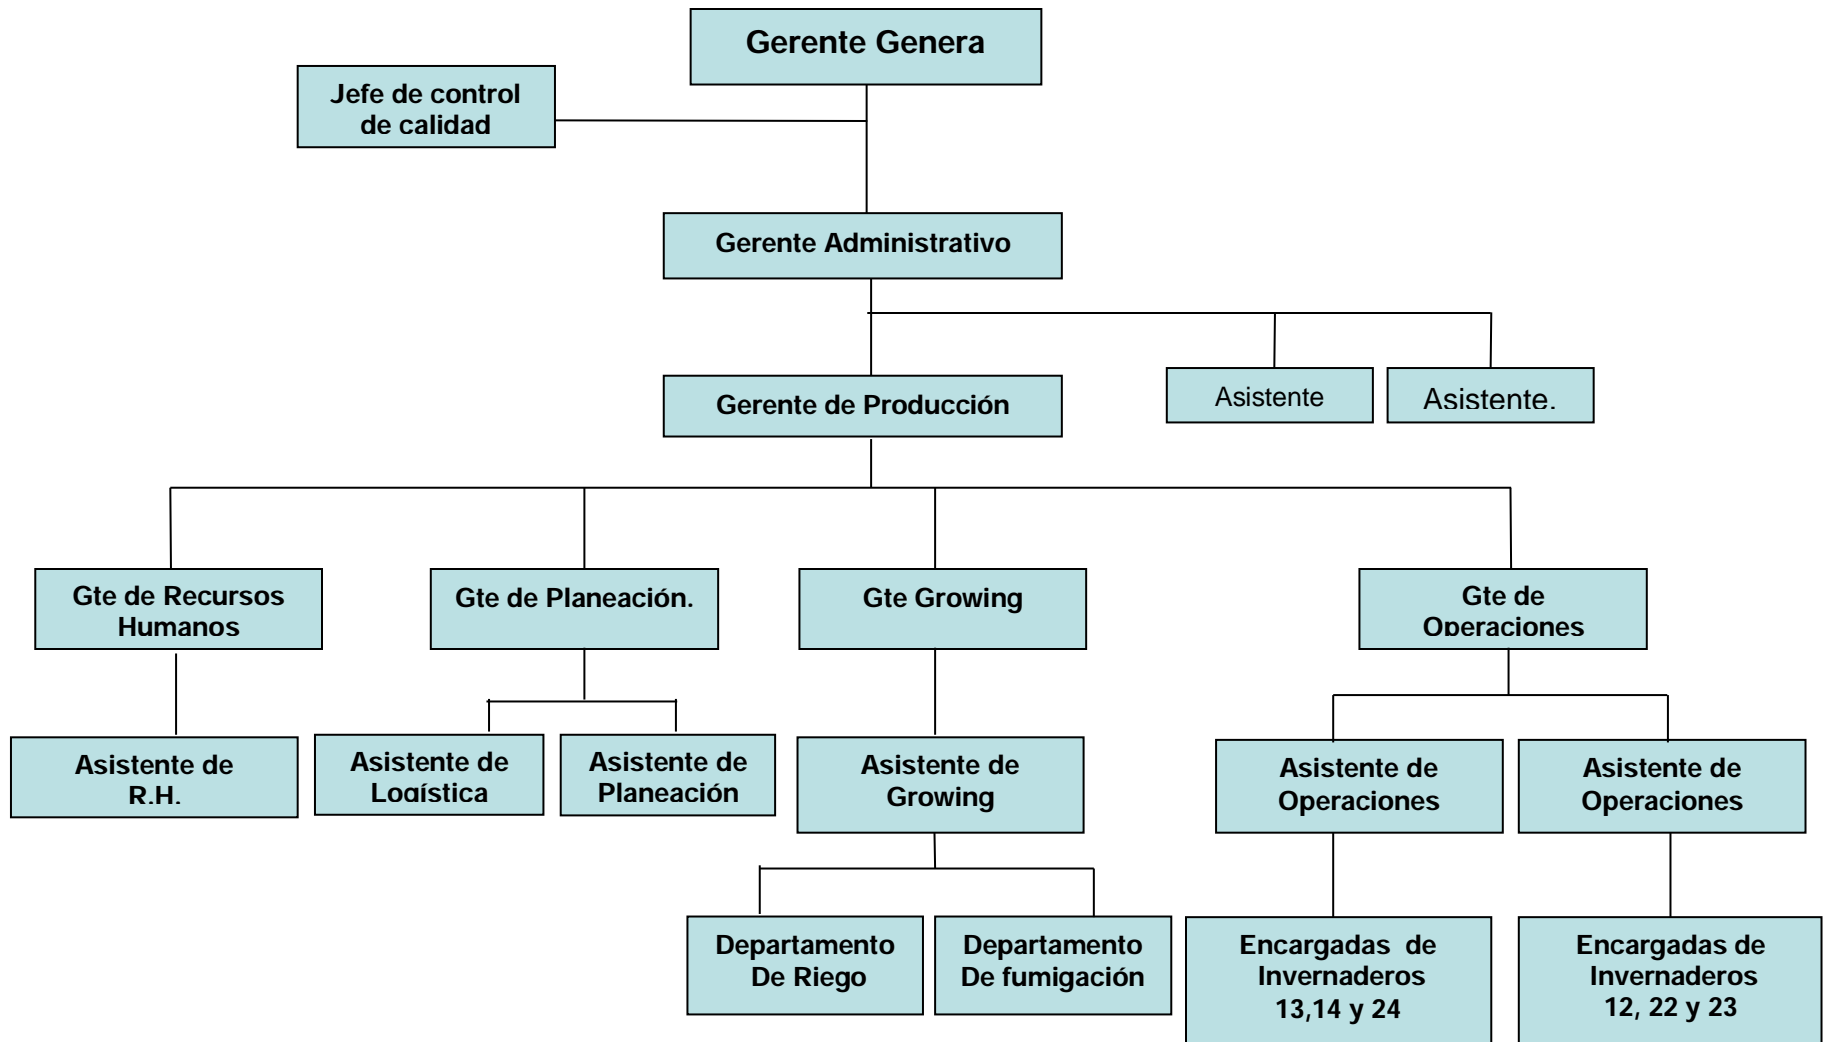 Gerente Genera
Jefe de control
de calidad
Gerente Administrativo
Gerente de Producción
Asistente
Asistente.
Gte de Recursos
Humanos
Gte de Planeación.
Gte Growing
Gte de
Operaciones
Asistente de
R.H.
Asistente de
Logística
Asistente de
Planeación
Asistente de
Growing
Asistente de
Operaciones
Asistente de
Operaciones
Departamento
De Riego
Departamento
De fumigación
Encargadas de
Invernaderos
13,14 y 24
Encargadas de
Invernaderos
12, 22 y 23